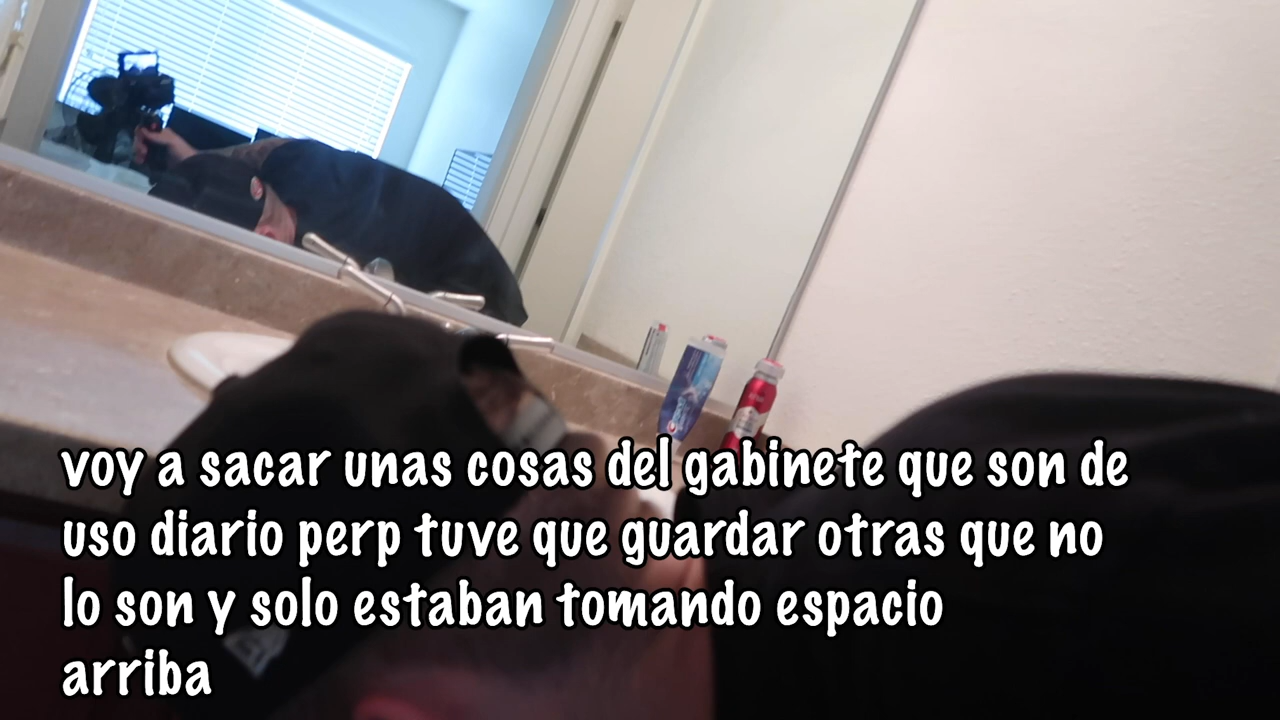 voy a sacar unas cosas del gabinete que son de
uso diario perp tuve que guardar otras que no
lo son y solo estaban tomando espacio
arriba